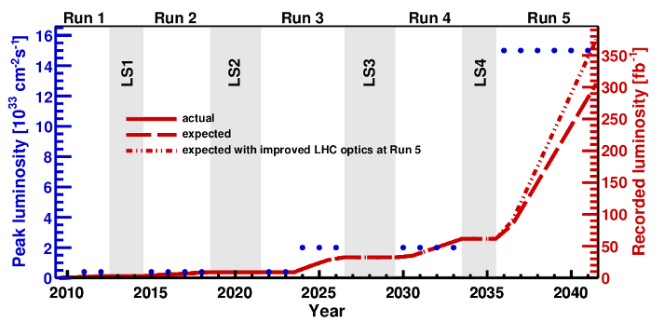 Run 1 Run 2 Run 3 Run 4 Run 5
Peak luminosity [10³³ cm⁻²s⁻¹]
16
14
12
10
8
6
4
2
0
LS1
LS2
LS3
LS4
actual
expected
expected with improved LHC optics at Run 5
350
300
250
200
150
100
50
0
Recorded luminosity [fb⁻¹]
2010 2015 2020 2025 2030 2035 2040
Year